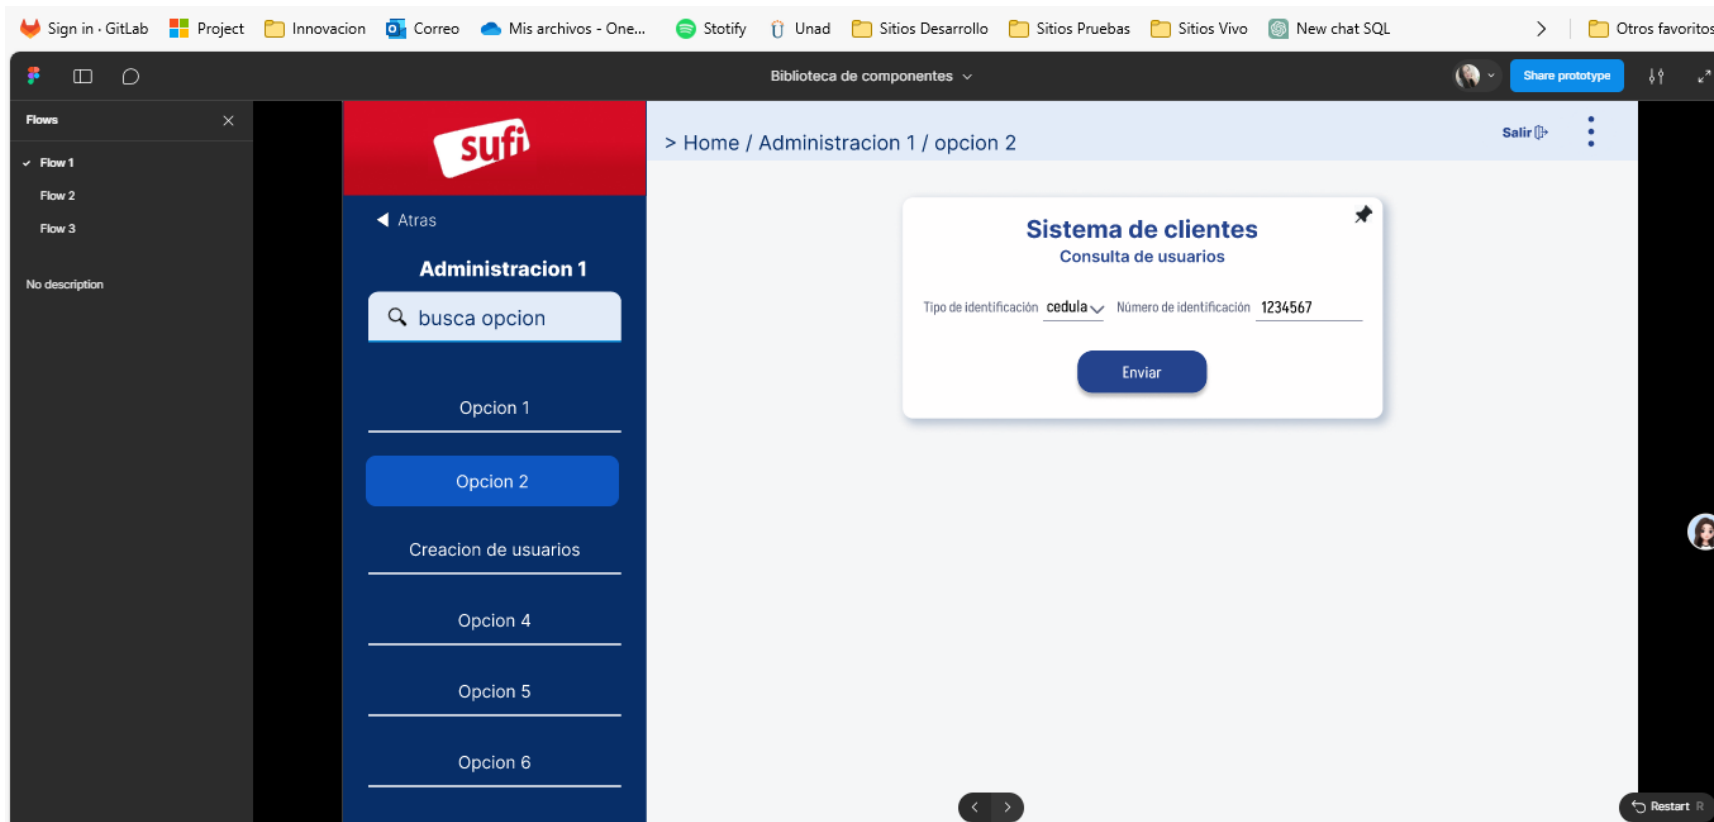 Sign in · GitLab Project Innovacion Correo Mis archivos - One... Stotify Unad Sitios Desarrollo Sitios Pruebas Sitios Vivo New chat SQL Otros favoritos
Biblioteca de componentes Share prototype
Flows
Flow 1
Flow 2
Flow 3
No description
sufi
Atras
Administracion 1
busca opcion
Opcion 1
Opcion 2
Creacion de usuarios
Opcion 4
Opcion 5
Opcion 6
> Home / Administracion 1 / opcion 2
Salir
Sistema de clientes
Consulta de usuarios
Tipo de identificación cedula Número de identificación 1234567
Enviar
Restart R